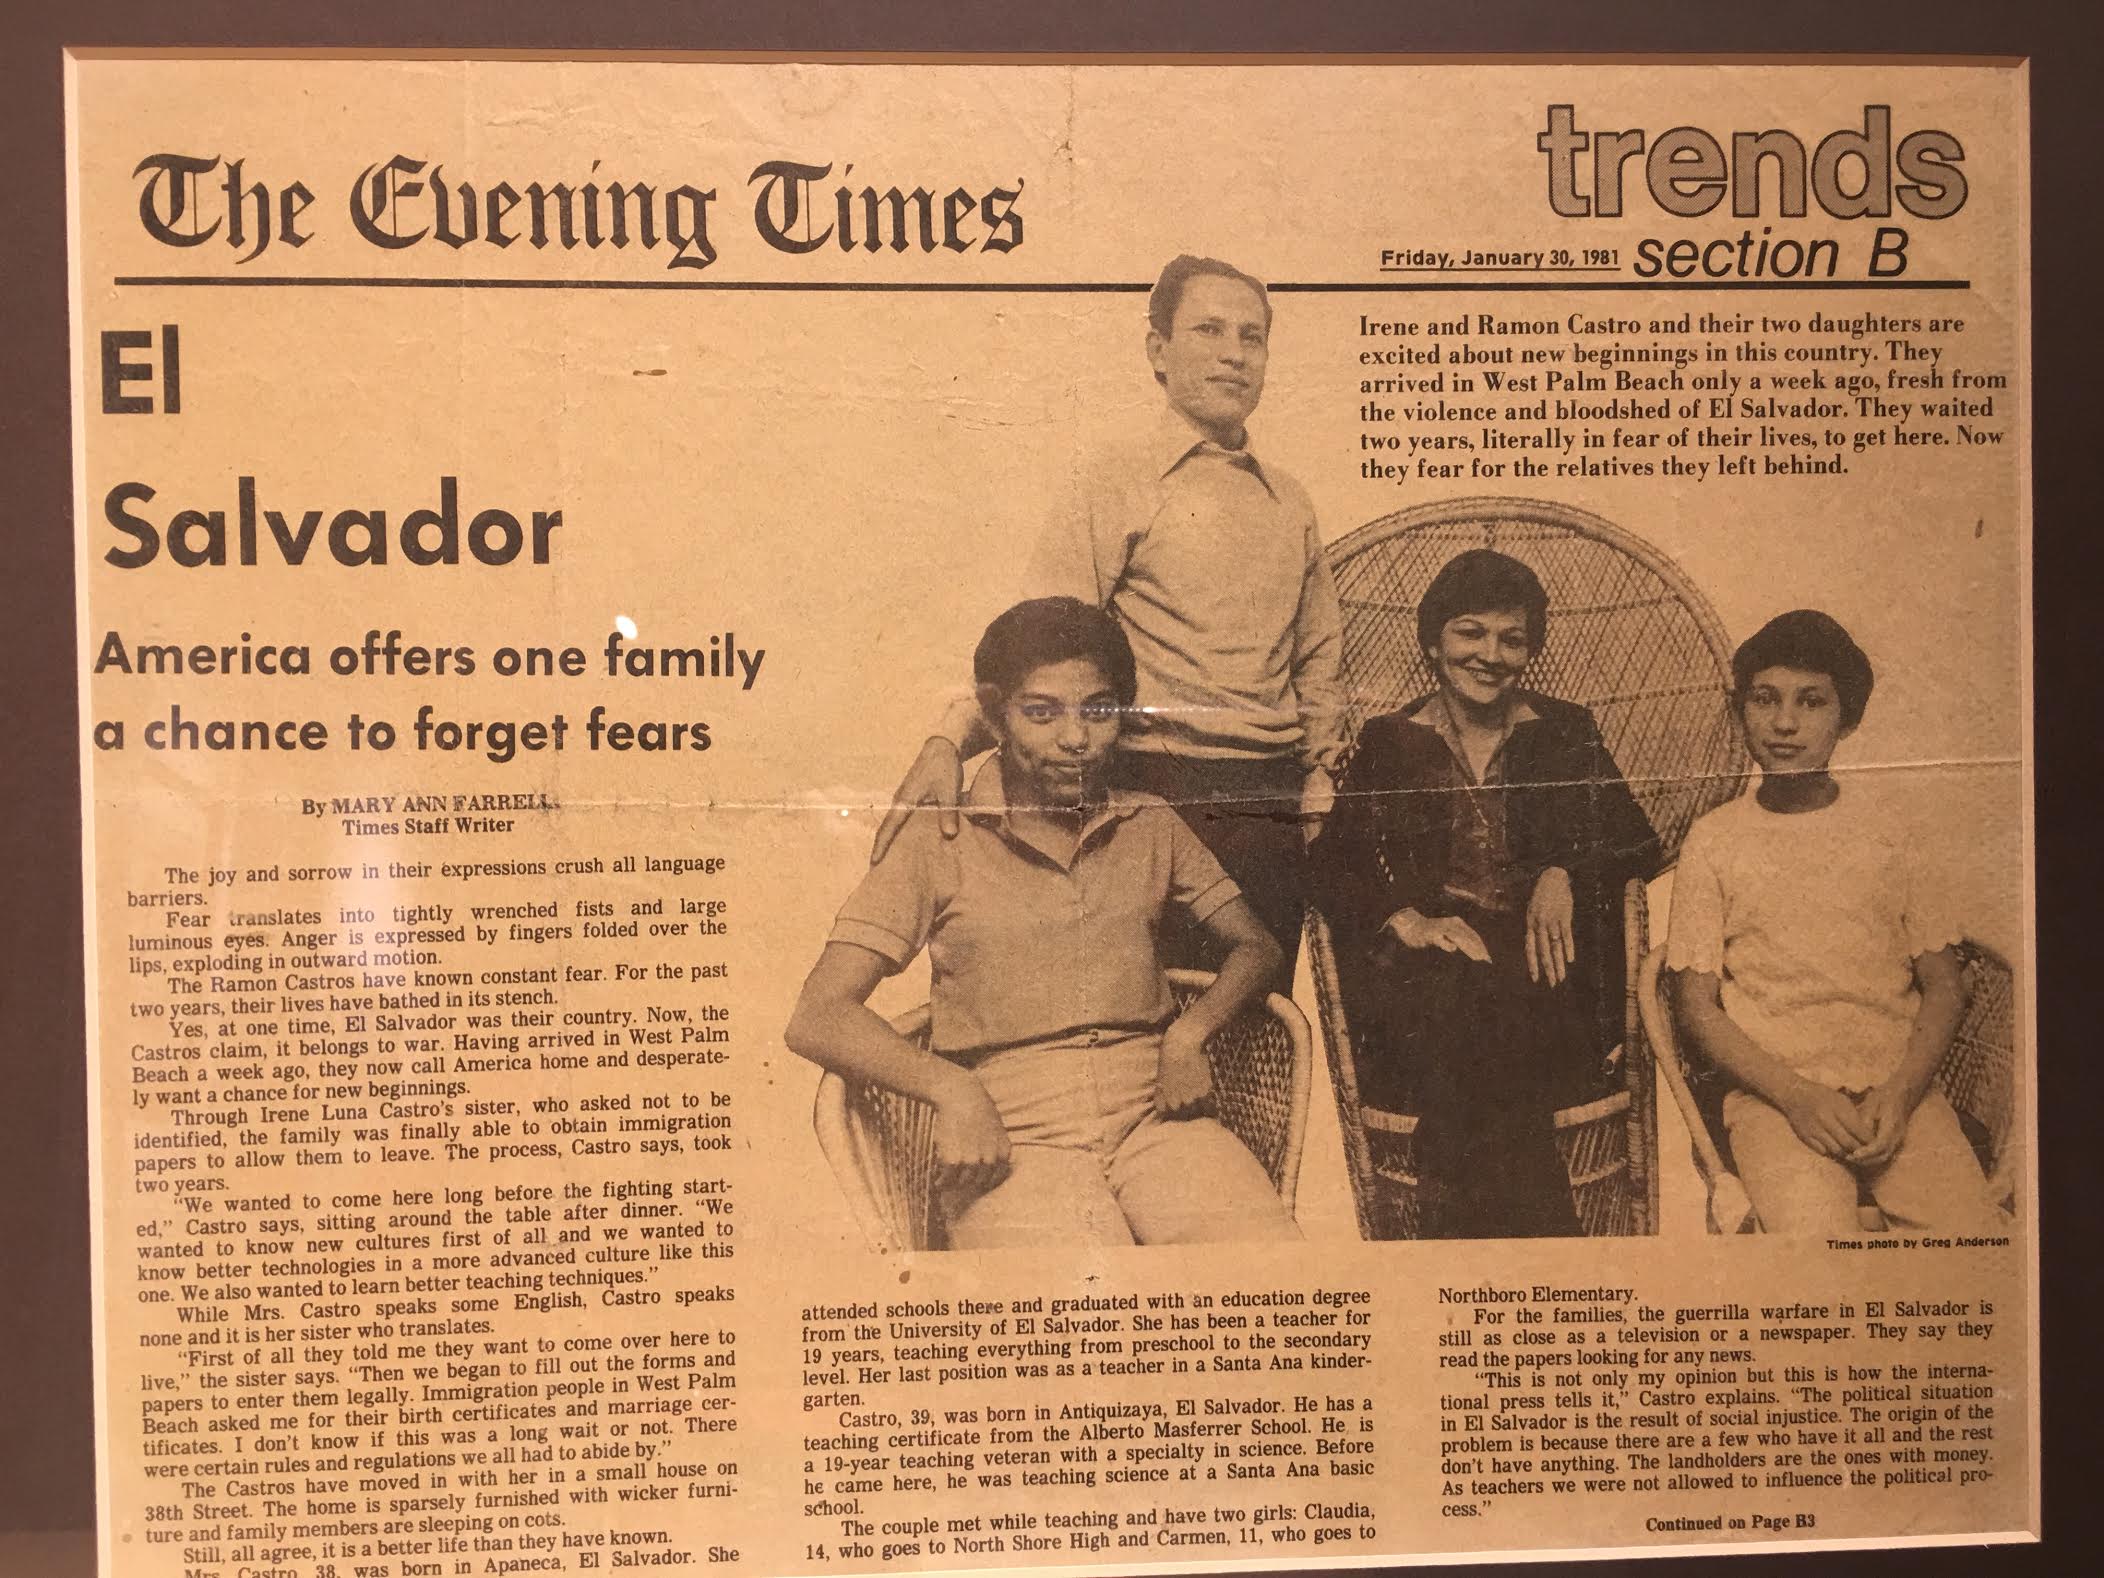 The Evening Times
trends
Friday, January 30, 1981 section B
El
Salvador
America offers one family
a chance to forget fears
Irene and Ramon Castro and their two daughters are
excited about new beginnings in this country. They
arrived in West Palm Beach only a week ago, fresh from
the violence and bloodshed of El Salvador. They waited
two years, literally in fear of their lives, to get here. Now
they fear for the relatives they left behind.
By MARY ANN FARRELL
Times Staff Writer
The joy and sorrow in their expressions crush all language
barriers.
Fear translates into tightly wrenched fists and large
luminous eyes. Anger is expressed by fingers folded over the
lips, exploding in outward motion.
The Ramon Castros have known constant fear. For the past
two years, their lives have bathed in its stench.
Yes, at one time, El Salvador was their country. Now, the
Castros claim, it belongs to war. Having arrived in West Palm
Beach a week ago, they now call America home and desperate-
ly want a chance for new beginnings.
Through Irene Luna Castro's sister, who asked not to be
identified, the family was finally able to obtain immigration
papers to allow them to leave. The process, Castro says, took
two years.
"We wanted to come here long before the fighting start-
ed," Castro says, sitting around the table after dinner. "We
wanted to know new cultures first of all and we wanted to
know better technologies in a more advanced culture like this
one. We also wanted to learn better teaching techniques."
While Mrs. Castro speaks some English, Castro speaks
none and it is her sister who translates.
"First of all they told me they want to come over here to
live," the sister says. "Then we began to fill out the forms and
papers to enter them legally. Immigration people in West Palm
Beach asked me for their birth certificates and marriage cer-
tificates. I don't know if this was a long wait or not. There
were certain rules and regulations we all had to abide by."
The Castros have moved in with her in a small house on
38th Street. The home is sparsely furnished with wicker furni-
ture and family members are sleeping on cots.
Still, all agree, it is a better life than they have known.
Mrs. Castro, 38, was born in Apaneca, El Salvador. She
Times photo by Greg Anderson
attended schools there and graduated with an education degree
from the University of El Salvador. She has been a teacher for
19 years, teaching everything from preschool to the secondary
level. Her last position was as a teacher in a Santa Ana kinder-
garten.
Castro, 39, was born in Antiquizaya, El Salvador. He has a
teaching certificate from the Alberto Masferrer School. He is
a 19-year teaching veteran with a specialty in science. Before
he came here, he was teaching science at a Santa Ana basic
school.
The couple met while teaching and have two girls: Claudia,
14, who goes to North Shore High and Carmen, 11, who goes to
Northboro Elementary.
For the families, the guerrilla warfare in El Salvador is
still as close as a television or a newspaper. They say they
read the papers looking for any news.
"This is not only my opinion but this is how the interna-
tional press tells it," Castro explains. "The political situation
in El Salvador is the result of social injustice. The origin of the
problem is because there are a few who have it all and the rest
don't have anything. The landholders are the ones with money.
As teachers we were not allowed to influence the political pro-
cess."
Continued on Page B3